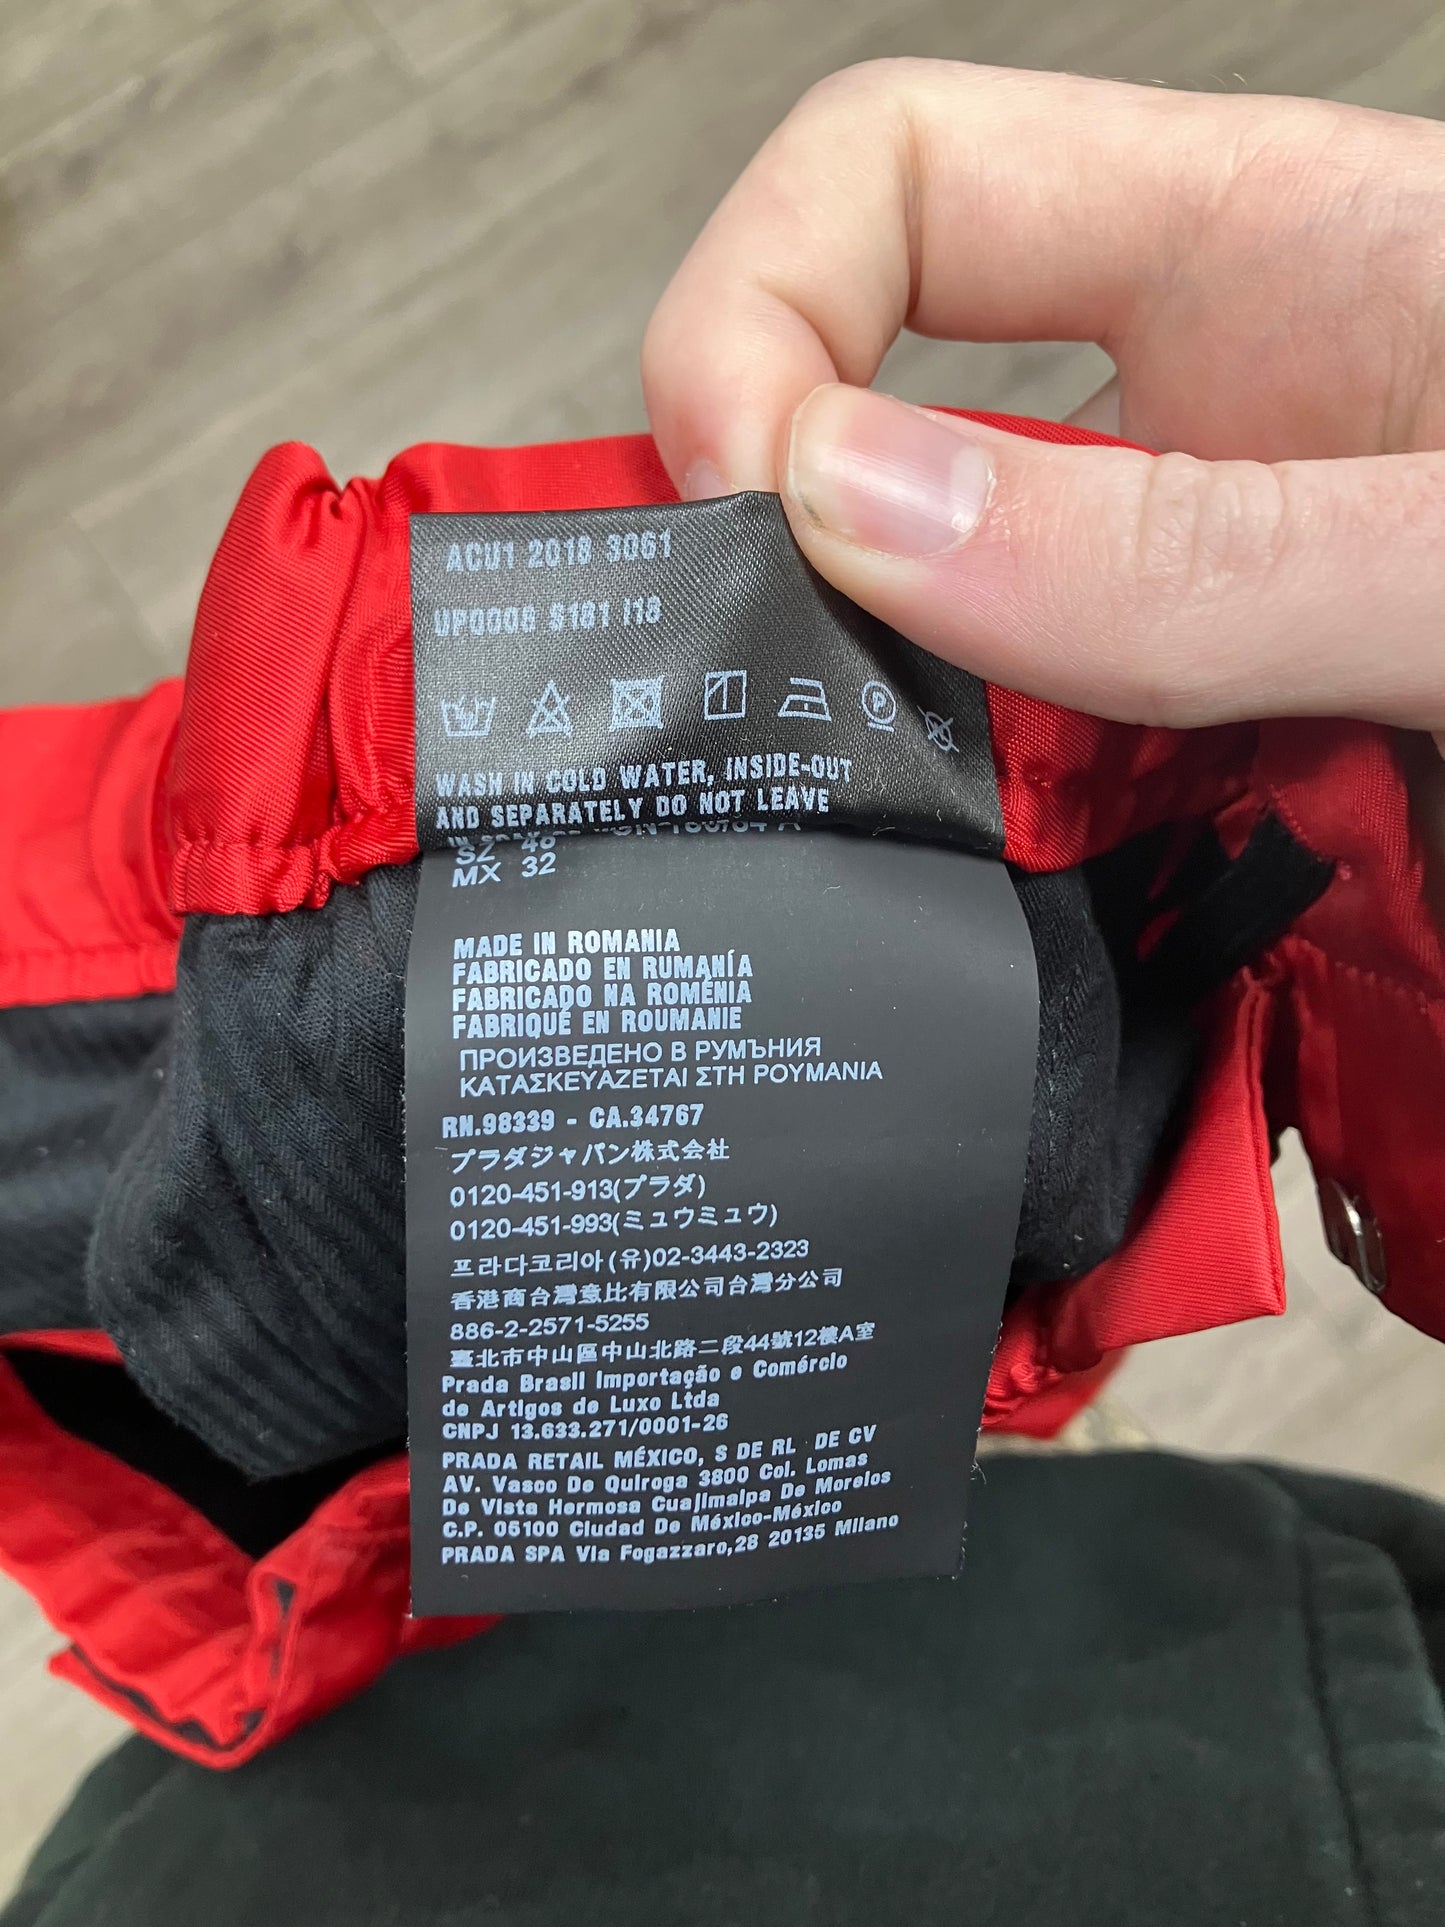 ACU1 2018 3061
UP0008 S181 I18
WASH IN COLD WATER, INSIDE-OUT
AND SEPARATELY DO NOT LEAVE
SZ 48
MX 32
MADE IN ROMANIA
FABRICADO EN RUMANÍA
FABRICADO NA ROMÉNIA
FABRIQUÉ EN ROUMANIE
ПРОИЗВЕДЕНО В РУМЪНИЯ
ΚΑΤΑΣΚΕΥΑΖΕΤΑΙ ΣΤΗ ΡΟΥΜΑΝΙΑ
RN.98339 - CA.34767
プラダジャパン株式会社
0120-451-913(プラダ)
0120-451-993(ミュウミュウ)
프라다코리아(유)02-3443-2323
香港商台灣意比有限公司台灣分公司
886-2-2571-5255
臺北市中山區中山北路二段44號12樓A室
Prada Brasil Importação e Comércio
de Artigos de Luxo Ltda
CNPJ 13.633.271/0001-26
PRADA RETAIL MÉXICO, S DE RL DE CV
AV. Vasco De Quiroga 3800 Col. Lomas
De Vista Hermosa Cuajimalpa De Morelos
C.P. 05100 Ciudad De México-México
PRADA SPA Via Fogazzaro,28 20135 Milano